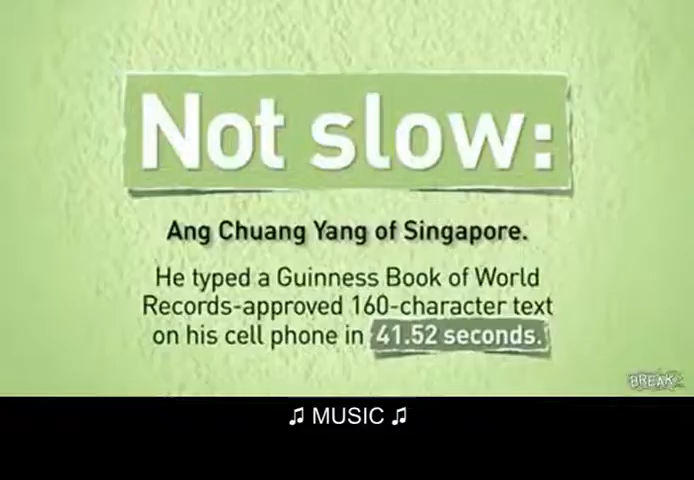 Not slow:
Ang Chuang Yang of Singapore.
He typed a Guinness Book of World
Records-approved 160-character text
on his cell phone in 41.52 seconds.
BREAK
♫ MUSIC ♫